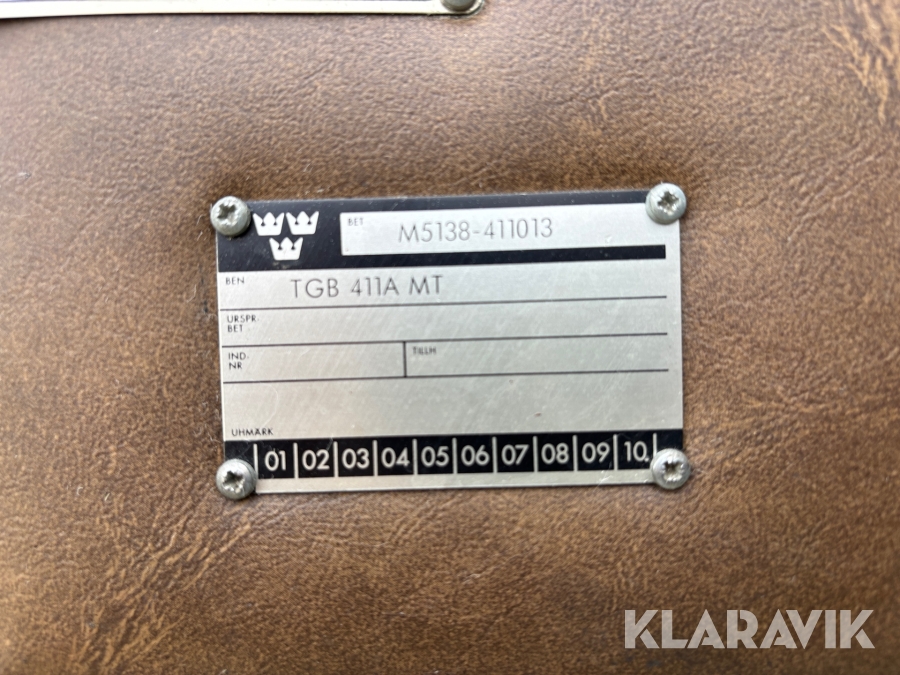 BET M5138-411013
BEN TGB 411A MT
URSPR. BET
IND. NR
TILLH
UHMÄRK
01 02 03 04 05 06 07 08 09 10
KLARAVIK